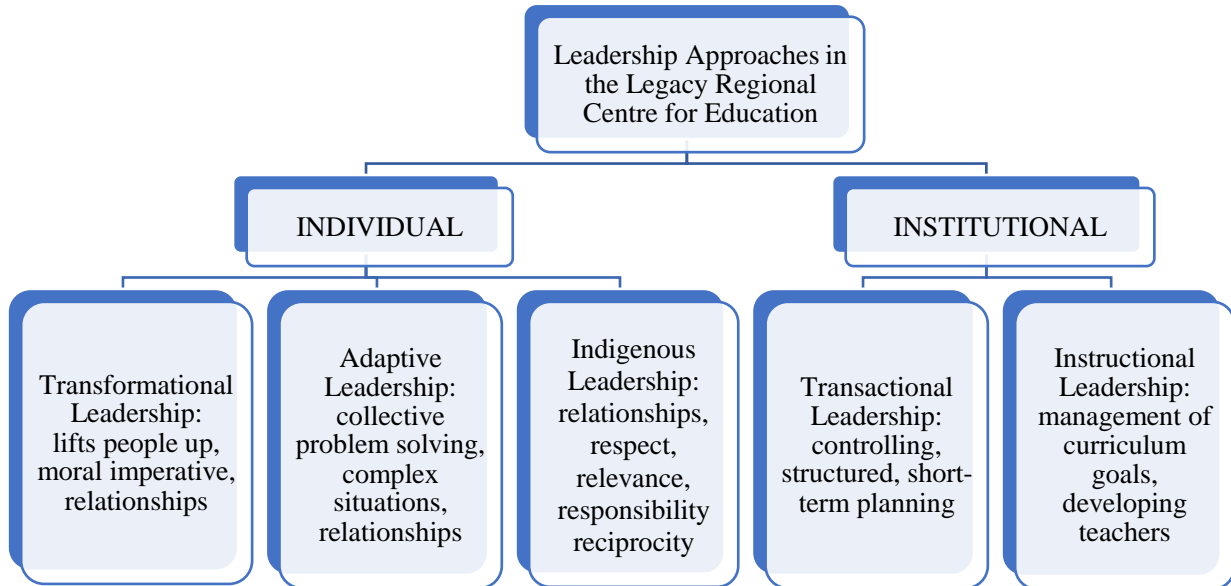 Leadership Approaches in
the Legacy Regional
Centre for Education
INDIVIDUAL
INSTITUTIONAL
Transformational
Leadership:
lifts people up,
moral imperative,
relationships
Adaptive
Leadership:
collective
problem solving,
complex
situations,
relationships
Indigenous
Leadership:
relationships,
respect,
relevance,
responsibility
reciprocity
Transactional
Leadership:
controlling,
structured, short-
term planning
Instructional
Leadership:
management of
curriculum
goals,
developing
teachers